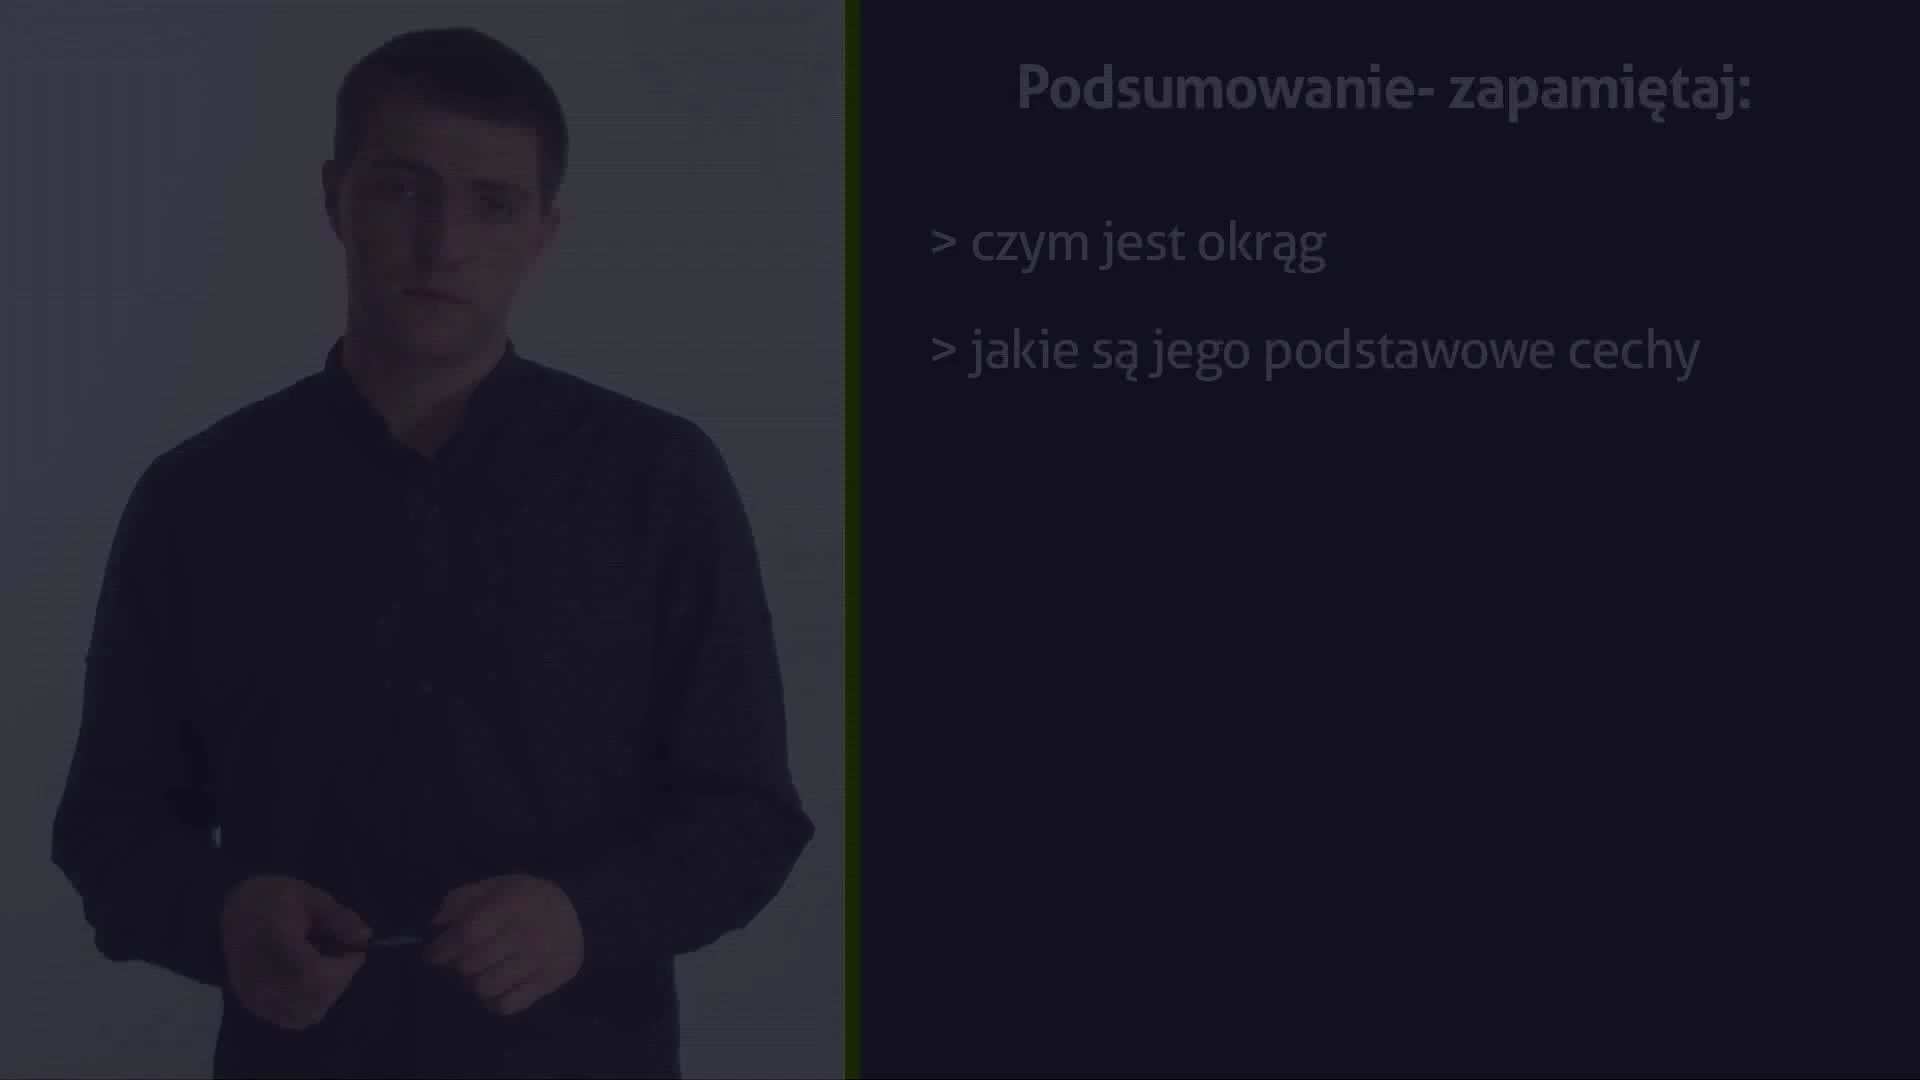 Podsumowanie- zapamiętaj:
> czym jest okrąg
> jakie są jego podstawowe cechy